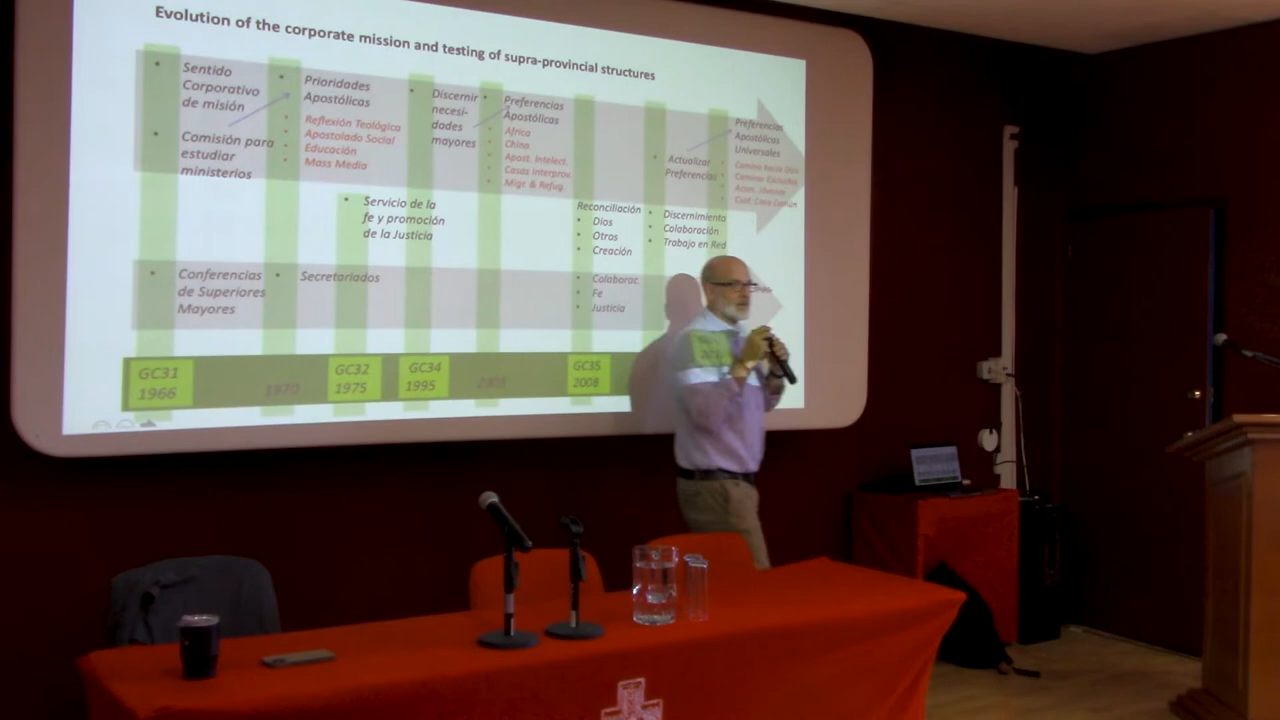 Evolution of the corporate mission and testing of supra-provincial structures
• Sentido
Corporativo
de misión
• Comisión para
estudiar
ministerios
• Prioridades
Apostólicas
• Reflexión Teológica
• Apostolado Social
• Educación
• Mass Media
• Discernir
necesi-
dades
mayores
• Preferencias
Apostólicas
• Africa
• China
• Apost. Intelect.
• Casas Interprov.
• Migr. & Refug.
• Actualizar
Preferencias
Preferencias
Apostólicas
Universales
• Camino hacia Dios
• Caminar Excluidos
• Acom. Jóvenes
• Cuid. Casa Común
• Servicio de la
fe y promoción
de la Justicia
Reconciliación
• Dios
• Otros
• Creación
• Discernimiento
• Colaboración
• Trabajo en Red
• Conferencias
de Superiores
Mayores
• Secretariados
• Colaborac.
• Fe
• Justicia
GC31
1966
1970
GC32
1975
GC34
1995
2003
GC35
2008